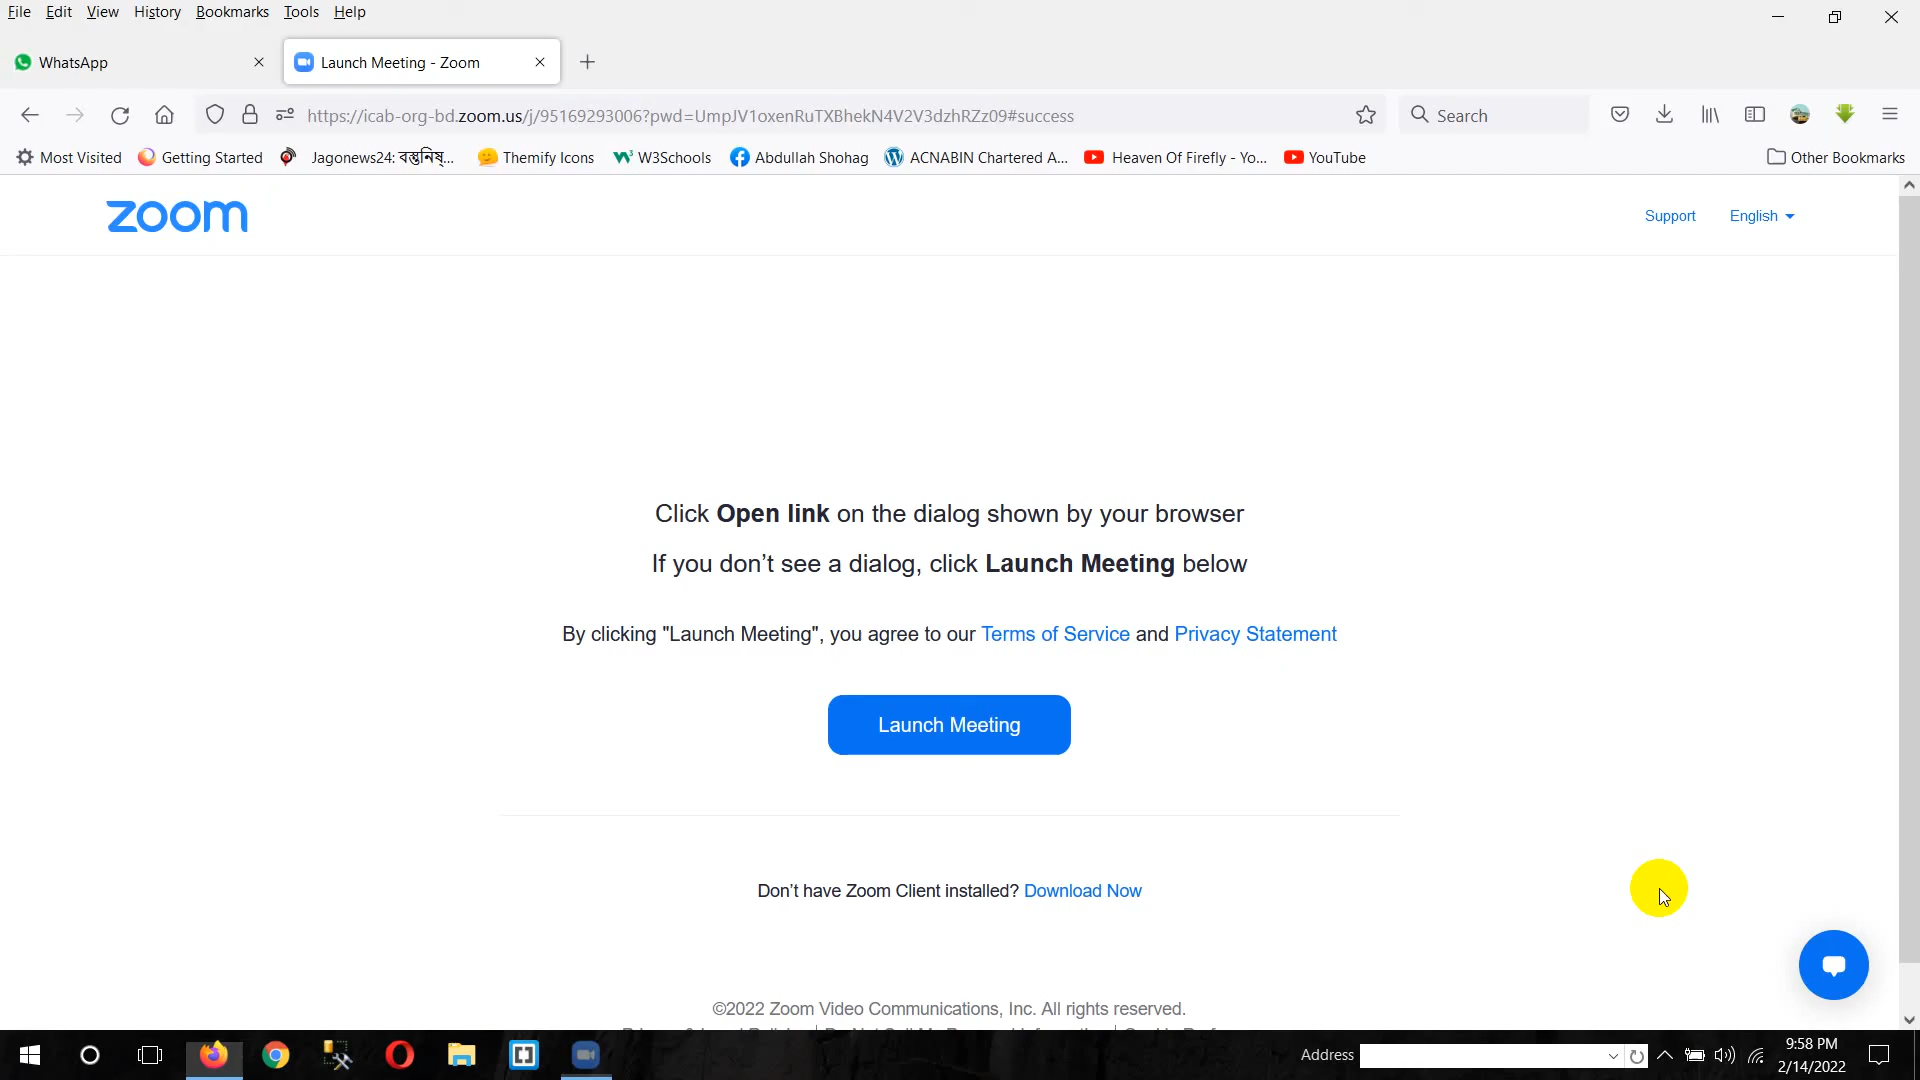 File Edit View History Bookmarks Tools Help
WhatsApp
Launch Meeting - Zoom
https://icab-org-bd.zoom.us/j/95169293006?pwd=UmpJV1oxenRuTXBhekN4V2V3dzhRZz09#success
Search
Most Visited Getting Started Jagonews24: বস্তুনিষ্... Themify Icons W3Schools Abdullah Shohag ACNABIN Chartered A... Heaven Of Firefly - Yo... YouTube Other Bookmarks
zoom
Support English
Click Open link on the dialog shown by your browser
If you don’t see a dialog, click Launch Meeting below
By clicking "Launch Meeting", you agree to our Terms of Service and Privacy Statement
Launch Meeting
Don’t have Zoom Client installed? Download Now
©2022 Zoom Video Communications, Inc. All rights reserved.
Address
9:58 PM
2/14/2022